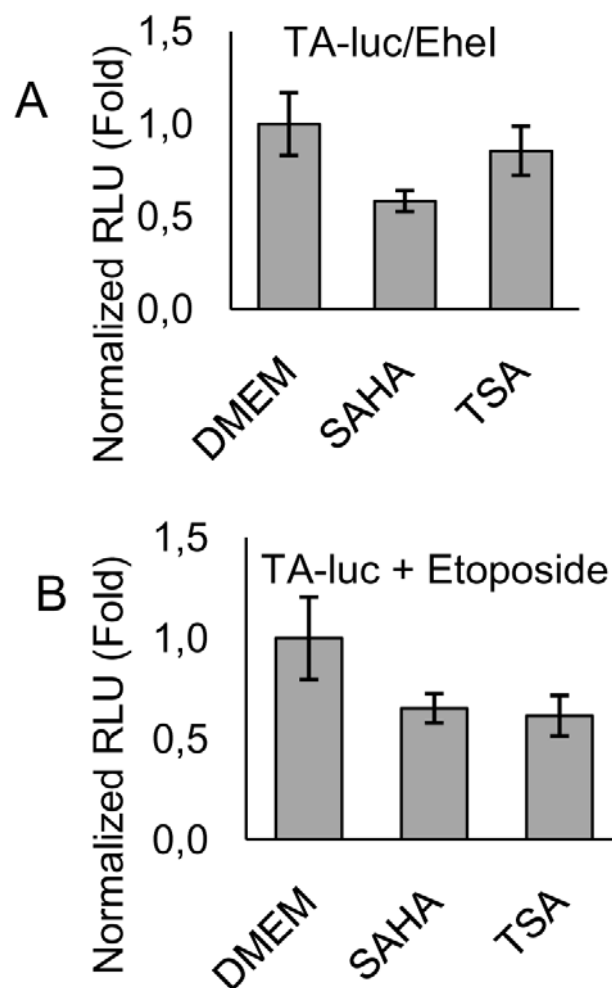 A
TA-luc/EheI
Normalized RLU (Fold)
1,5
1,0
0,5
0,0
DMEM
SAHA
TSA
B
TA-luc + Etoposide
Normalized RLU (Fold)
1,5
1,0
0,5
0,0
DMEM
SAHA
TSA